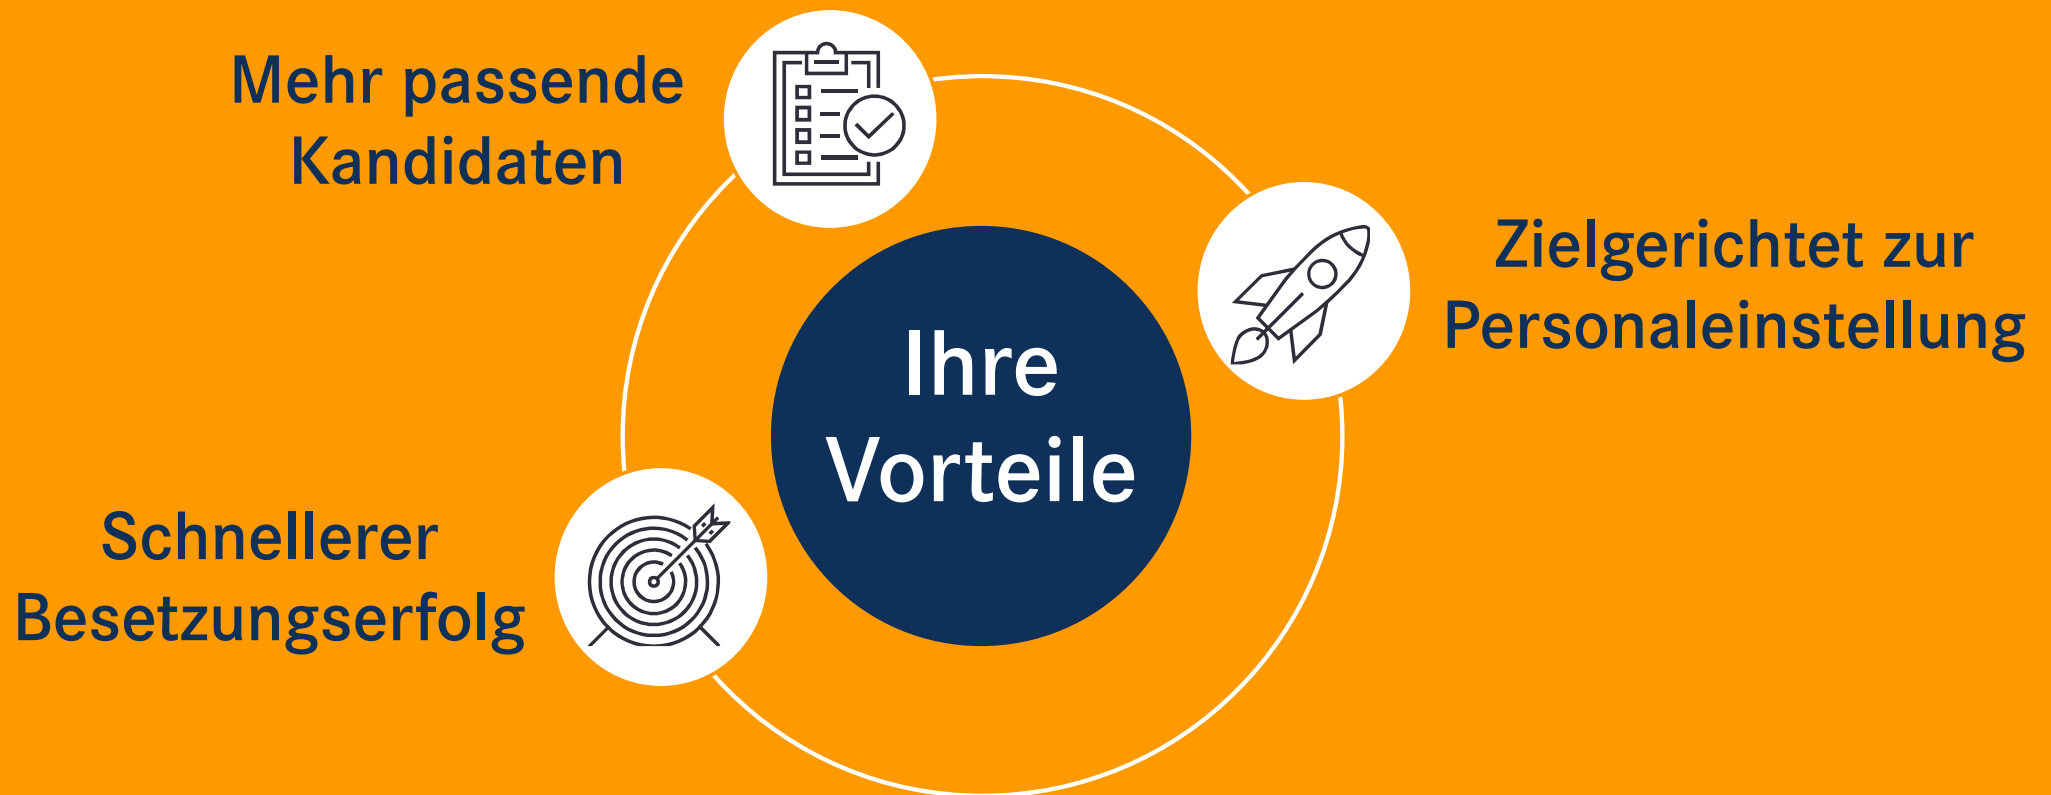 Mehr passende
Kandidaten
Zielgerichtet zur
Personaleinstellung
Ihre
Vorteile
Schnellerer
Besetzungserfolg